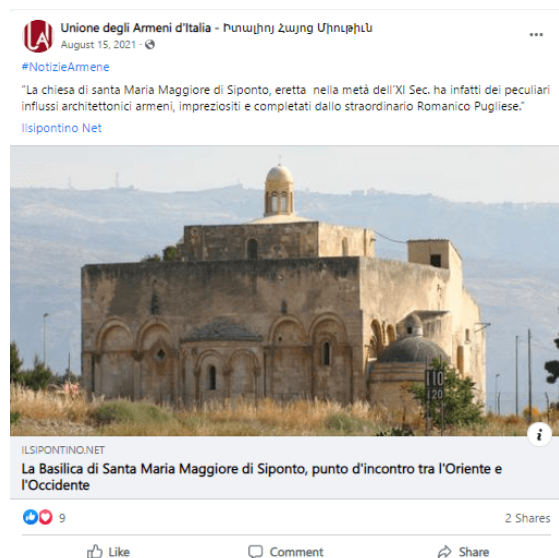 Unione degli Armeni d'Italia - Իտալիոյ Հայոց Միութիւն
August 15, 2021
#NotizieArmene
"La chiesa di santa Maria Maggiore di Siponto, eretta nella metà dell'XI Sec. ha infatti dei peculiari
influssi architettonici armeni, impreziositi e completati dallo straordinario Romanico Pugliese."
Ilsipontino Net
110
120
ILSIPONTINO.NET
La Basilica di Santa Maria Maggiore di Siponto, punto d'incontro tra l'Oriente e
l'Occidente
9
2 Shares
Like
Comment
Share